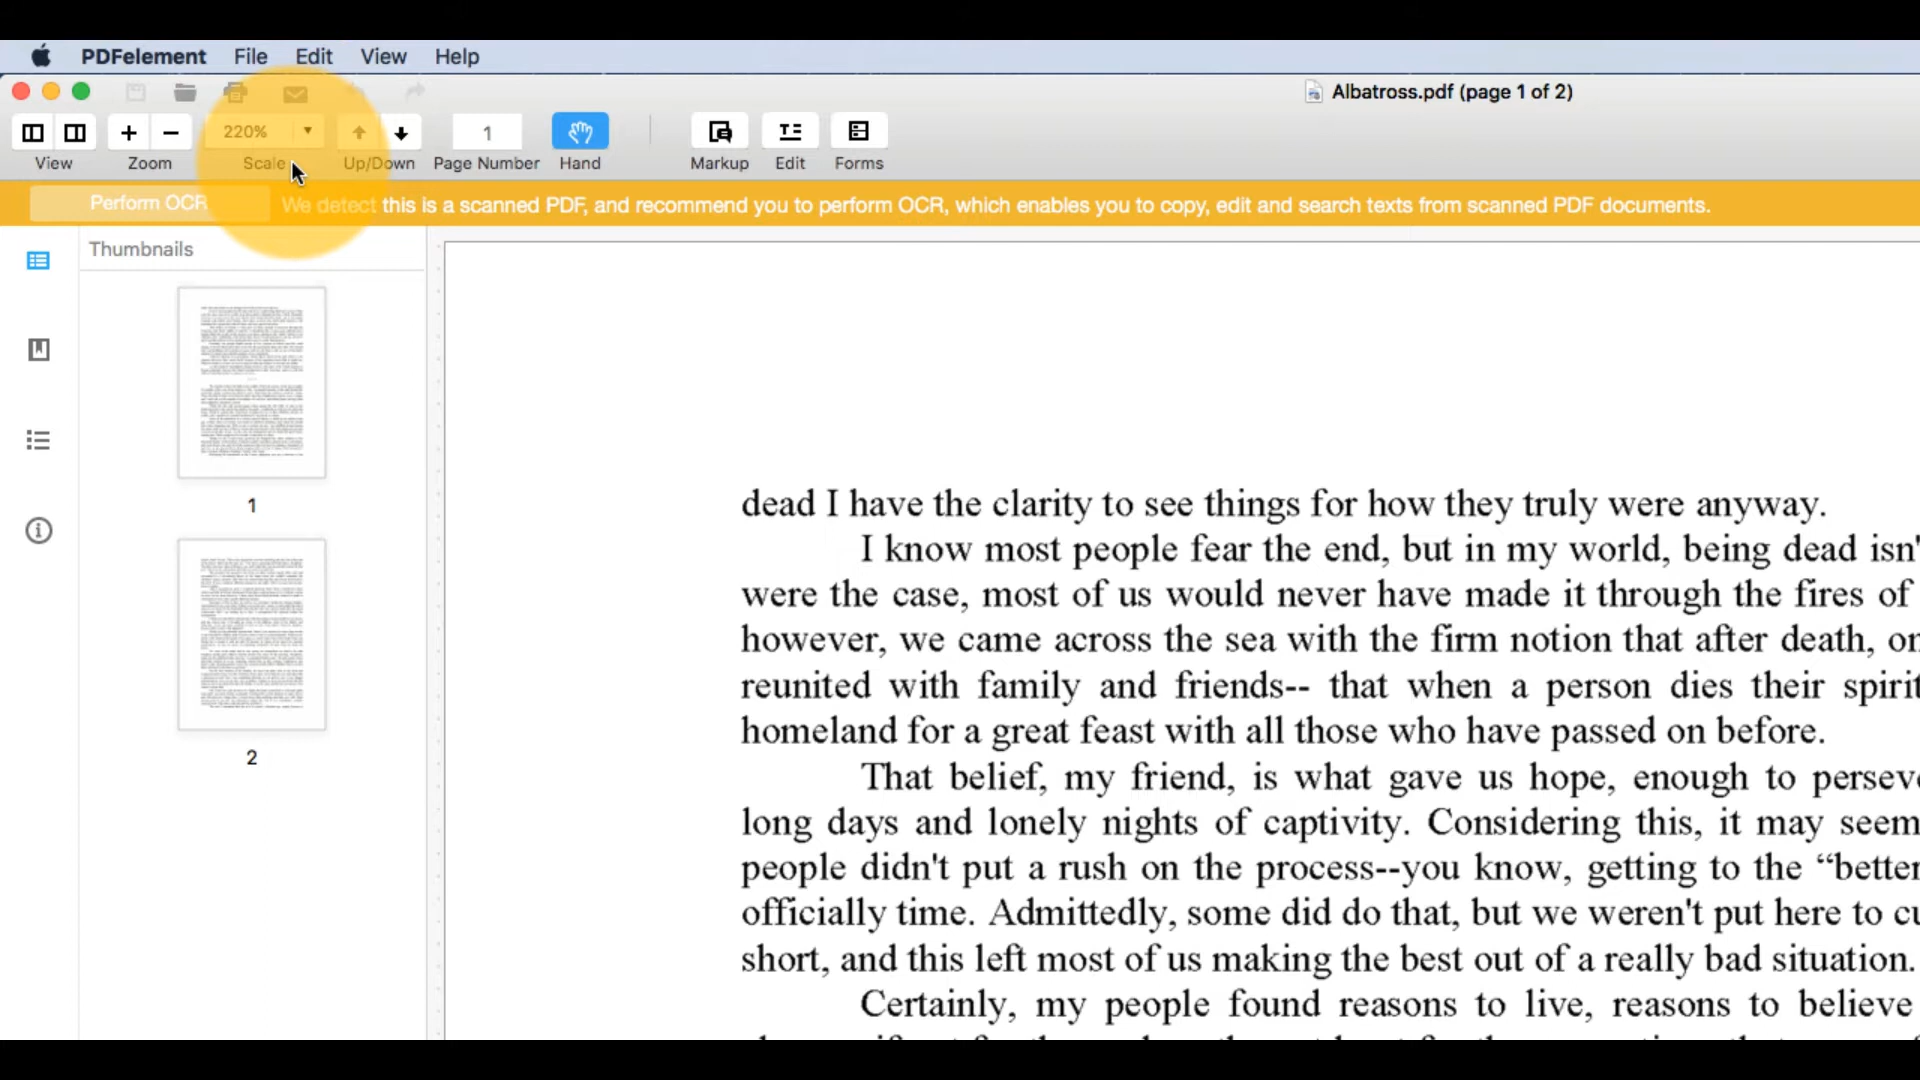 PDFelement File Edit View Help
Albatross.pdf (page 1 of 2)
220% 1
View Zoom Scale Up/Down Page Number Hand Markup Edit Forms
Perform OCR We detect this is a scanned PDF, and recommend you to perform OCR, which enables you to copy, edit and search texts from scanned PDF documents.
Thumbnails
1
2
dead I have the clarity to see things for how they truly were anyway.
I know most people fear the end, but in my world, being dead isn'
were the case, most of us would never have made it through the fires of
however, we came across the sea with the firm notion that after death, on
reunited with family and friends-- that when a person dies their spirit
homeland for a great feast with all those who have passed on before.
That belief, my friend, is what gave us hope, enough to perseve
long days and lonely nights of captivity. Considering this, it may seem
people didn't put a rush on the process--you know, getting to the “better
officially time. Admittedly, some did do that, but we weren't put here to cu
short, and this left most of us making the best out of a really bad situation.
Certainly, my people found reasons to live, reasons to believe